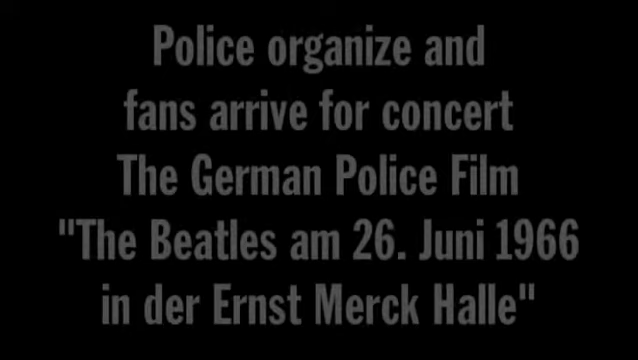 Police organize and
fans arrive for concert
The German Police Film
"The Beatles am 26. Juni 1966
in der Ernst Merck Halle"